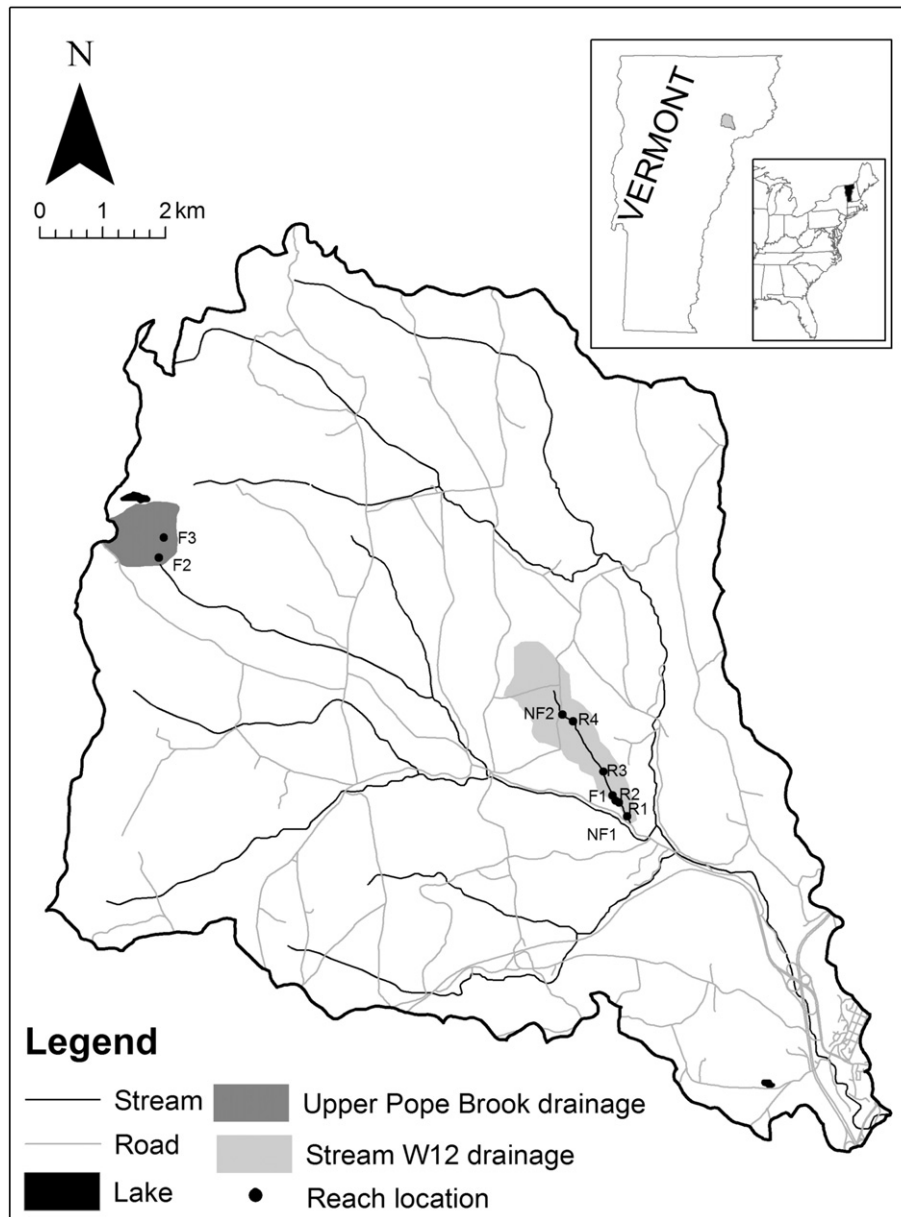 N
0 1 2 km
VERMONT
F3
F2
NF2
R4
R3
F1
R2
R1
NF1
Legend
Stream
Road
Lake
Upper Pope Brook drainage
Stream W12 drainage
Reach location